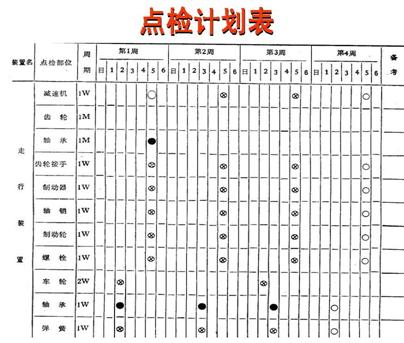 点检计划表
装置名 点检部位 周期 第1周 第2周 第3周 第4周 备考
日 1 2 3 4 5 6 日 1 2 3 4 5 6 日 1 2 3 4 5 6 日 1 2 3 4 5 6
走行装置
减速机 1W ○ ⊗ ⊗ ○
齿轮 1M
轴承 1M ●
齿轮接手 1W ⊗ ⊗ ⊗ ○
制动器 1W ⊗ ⊗ ⊗ ○
轴销 1W ⊗ ⊗ ⊗ ○
制动轮 1W ⊗ ⊗ ⊗ ○
螺栓 1W ⊗ ⊗ ⊗ ○
车轮 2W ⊗ ⊗
轴承 1W ● ● ● ○
弹簧 1W ⊗ ⊗ ⊗ ○